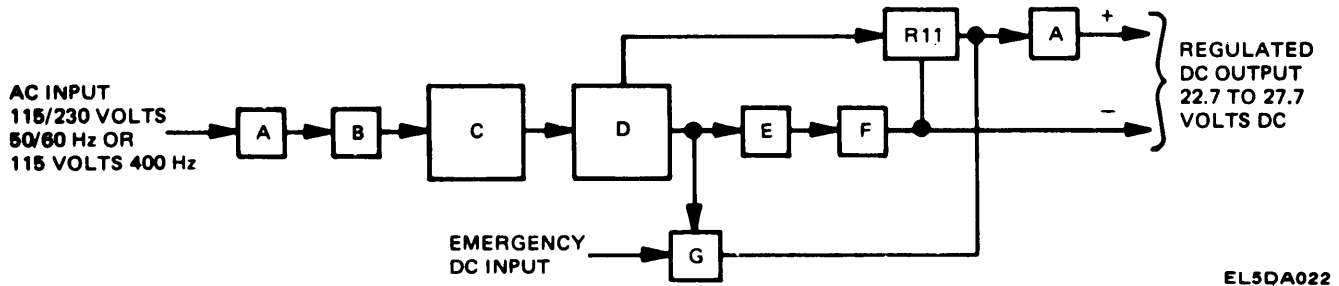 AC INPUT
115/230 VOLTS
50/60 Hz OR
115 VOLTS 400 Hz
A
B
C
D
E
F
R11
A
+
−
REGULATED
DC OUTPUT
22.7 TO 27.7
VOLTS DC
EMERGENCY
DC INPUT
G
EL5DA022